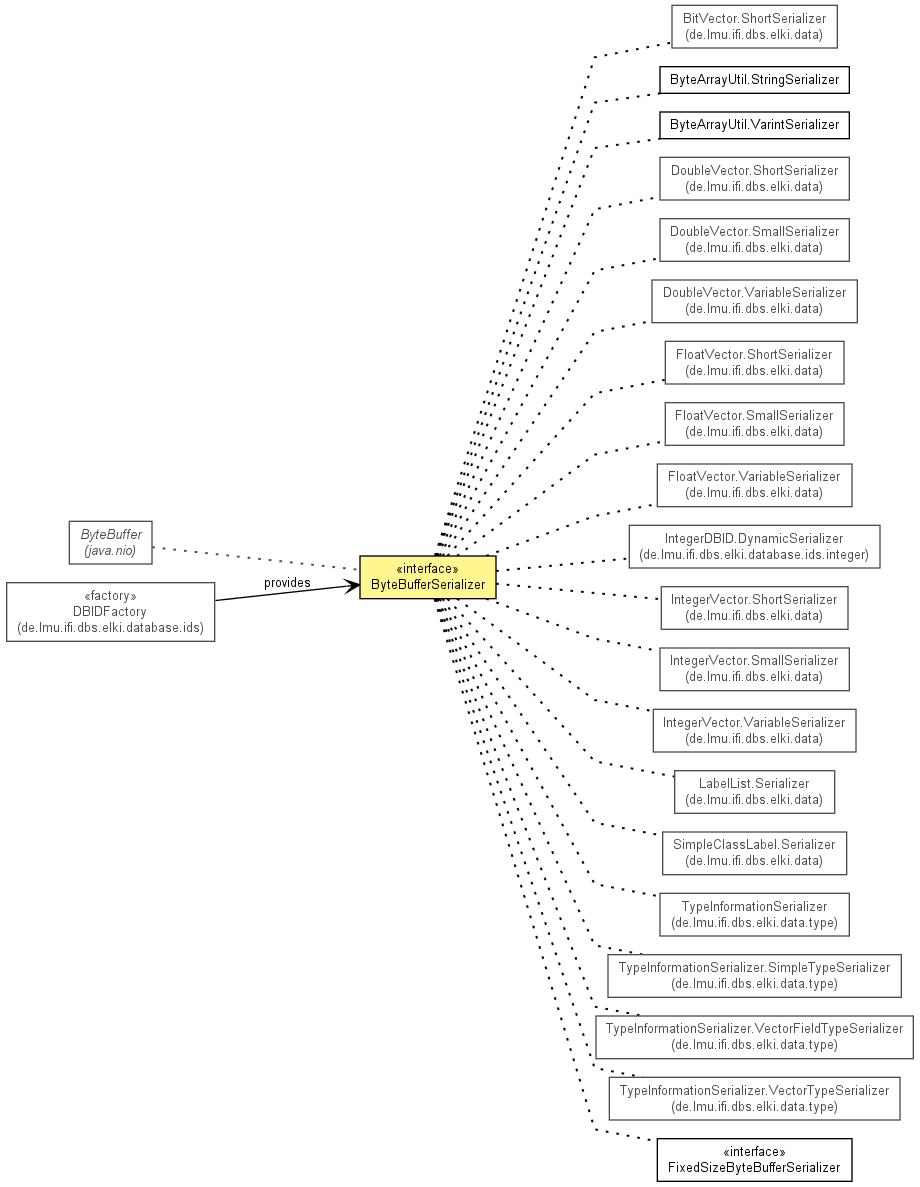 BitVector.ShortSerializer
(de.lmu.ifi.dbs.elki.data)
ByteArrayUtil.StringSerializer
ByteArrayUtil.VarintSerializer
DoubleVector.ShortSerializer
(de.lmu.ifi.dbs.elki.data)
DoubleVector.SmallSerializer
(de.lmu.ifi.dbs.elki.data)
DoubleVector.VariableSerializer
(de.lmu.ifi.dbs.elki.data)
FloatVector.ShortSerializer
(de.lmu.ifi.dbs.elki.data)
FloatVector.SmallSerializer
(de.lmu.ifi.dbs.elki.data)
FloatVector.VariableSerializer
(de.lmu.ifi.dbs.elki.data)
ByteBuffer
(java.nio)
«factory»
DBIDFactory
(de.lmu.ifi.dbs.elki.database.ids)
provides
«interface»
ByteBufferSerializer
IntegerDBID.DynamicSerializer
(de.lmu.ifi.dbs.elki.database.ids.integer)
IntegerVector.ShortSerializer
(de.lmu.ifi.dbs.elki.data)
IntegerVector.SmallSerializer
(de.lmu.ifi.dbs.elki.data)
IntegerVector.VariableSerializer
(de.lmu.ifi.dbs.elki.data)
LabelList.Serializer
(de.lmu.ifi.dbs.elki.data)
SimpleClassLabel.Serializer
(de.lmu.ifi.dbs.elki.data)
TypeInformationSerializer
(de.lmu.ifi.dbs.elki.data.type)
TypeInformationSerializer.SimpleTypeSerializer
(de.lmu.ifi.dbs.elki.data.type)
TypeInformationSerializer.VectorFieldTypeSerializer
(de.lmu.ifi.dbs.elki.data.type)
TypeInformationSerializer.VectorTypeSerializer
(de.lmu.ifi.dbs.elki.data.type)
«interface»
FixedSizeByteBufferSerializer